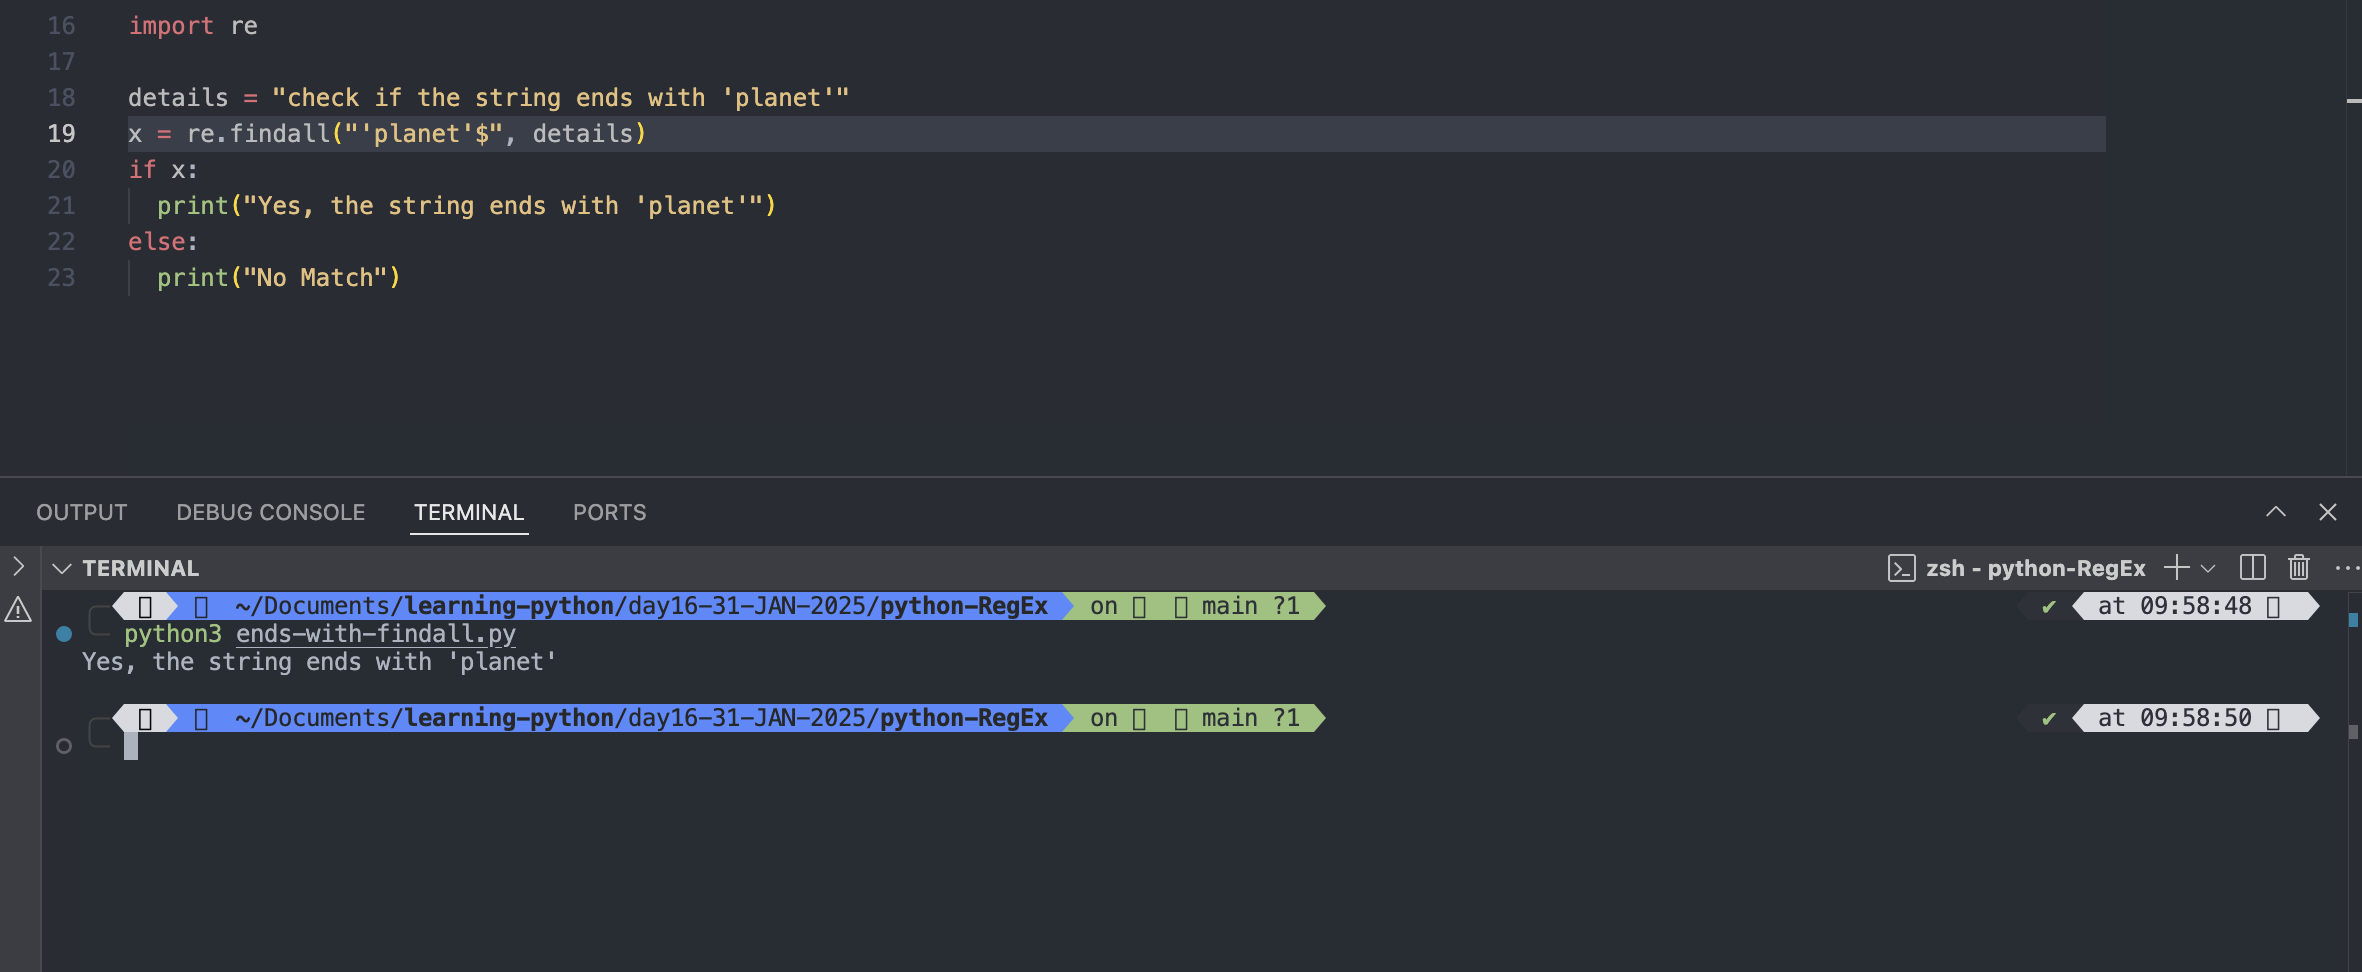 16 import re
17
18 details = "check if the string ends with 'planet'"
19 x = re.findall("'planet'$", details)
20 if x:
21 print("Yes, the string ends with 'planet'")
22 else:
23 print("No Match")
OUTPUT DEBUG CONSOLE TERMINAL PORTS
TERMINAL zsh - python-RegEx
~/Documents/learning-python/day16-31-JAN-2025/python-RegEx on main ?1 ✔ at 09:58:48
python3 ends-with-findall.py
Yes, the string ends with 'planet'
~/Documents/learning-python/day16-31-JAN-2025/python-RegEx on main ?1 ✔ at 09:58:50